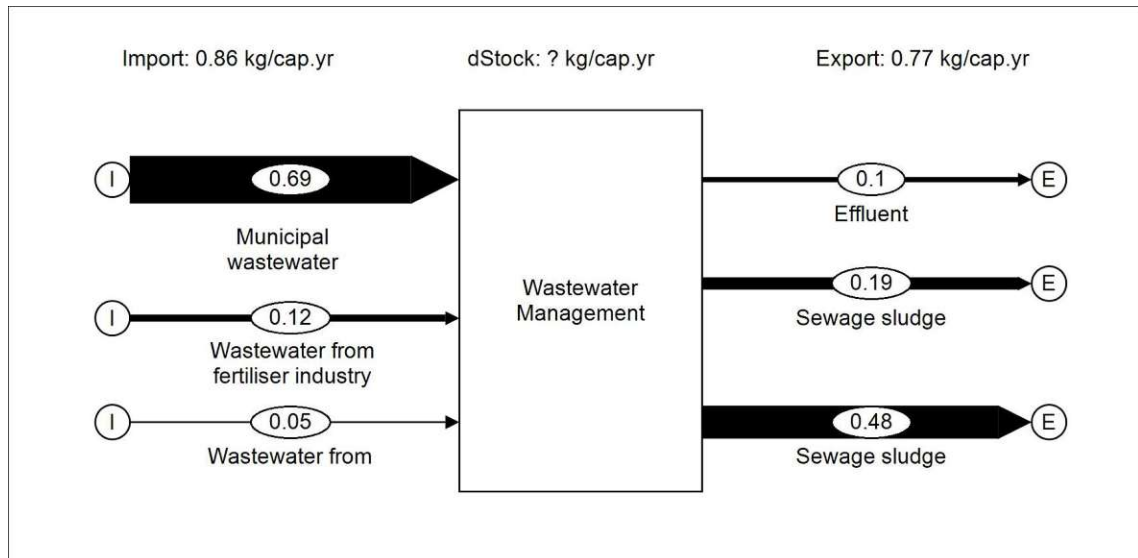 Import: 0.86 kg/cap.yr dStock: ? kg/cap.yr Export: 0.77 kg/cap.yr
I 0.69 0.1 E
Effluent
Municipal
wastewater
I 0.12 0.19 E
Wastewater
Management
Sewage sludge
Wastewater from
fertiliser industry
I 0.05 0.48 E
Wastewater from
Sewage sludge